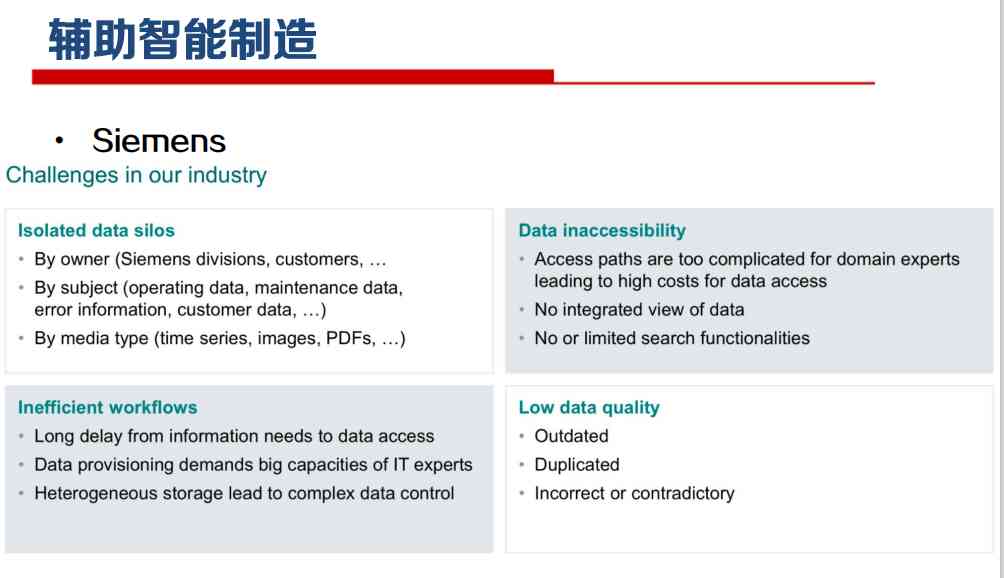 辅助智能制造
• Siemens
Challenges in our industry
Isolated data silos
• By owner (Siemens divisions, customers, …
• By subject (operating data, maintenance data,
error information, customer data, …)
• By media type (time series, images, PDFs, …)
Data inaccessibility
• Access paths are too complicated for domain experts
leading to high costs for data access
• No integrated view of data
• No or limited search functionalities
Inefficient workflows
• Long delay from information needs to data access
• Data provisioning demands big capacities of IT experts
• Heterogeneous storage lead to complex data control
Low data quality
• Outdated
• Duplicated
• Incorrect or contradictory